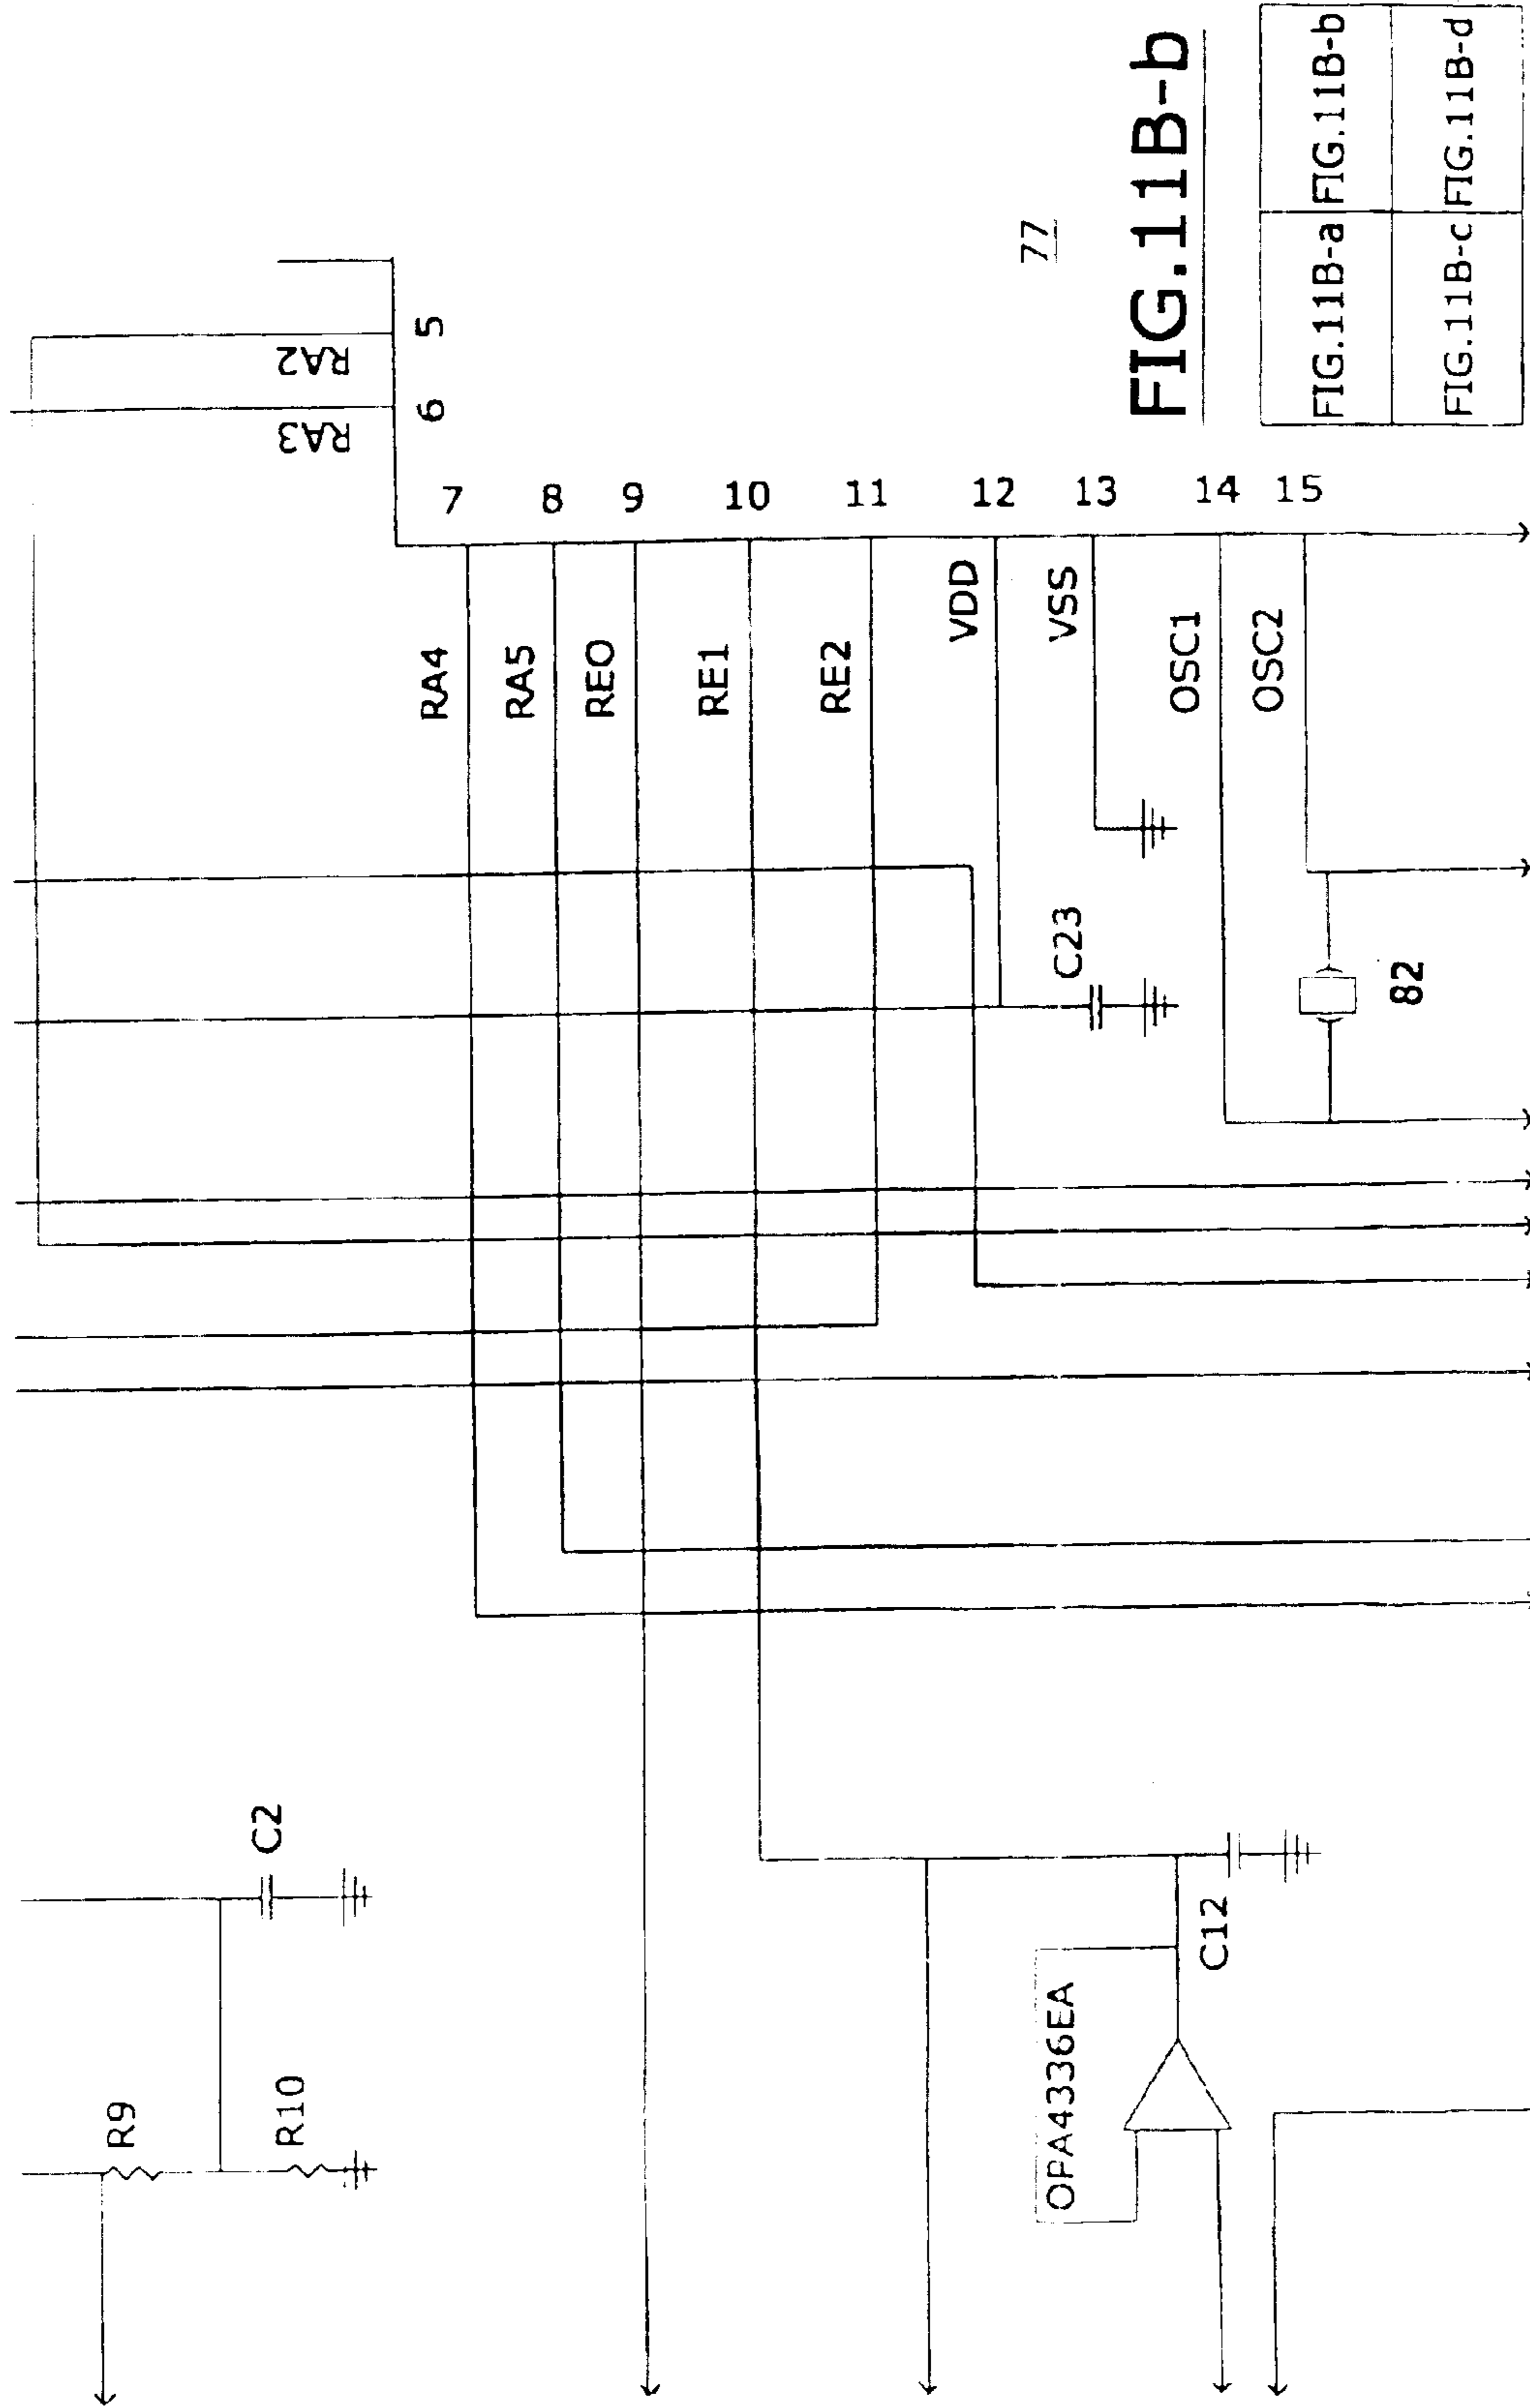 R9
R10
C2
OPA4336EA
C12
RA4
RA5
REO
RE1
RE2
VDD
VSS
OSC1
OSC2
C23
82
7
8
9
10
11
12
13
14
15
RA3
RA2
6
5
77
FIG.11B-b
FIG.11B-a FIG.11B-b
FIG.11B-c FIG.11B-d